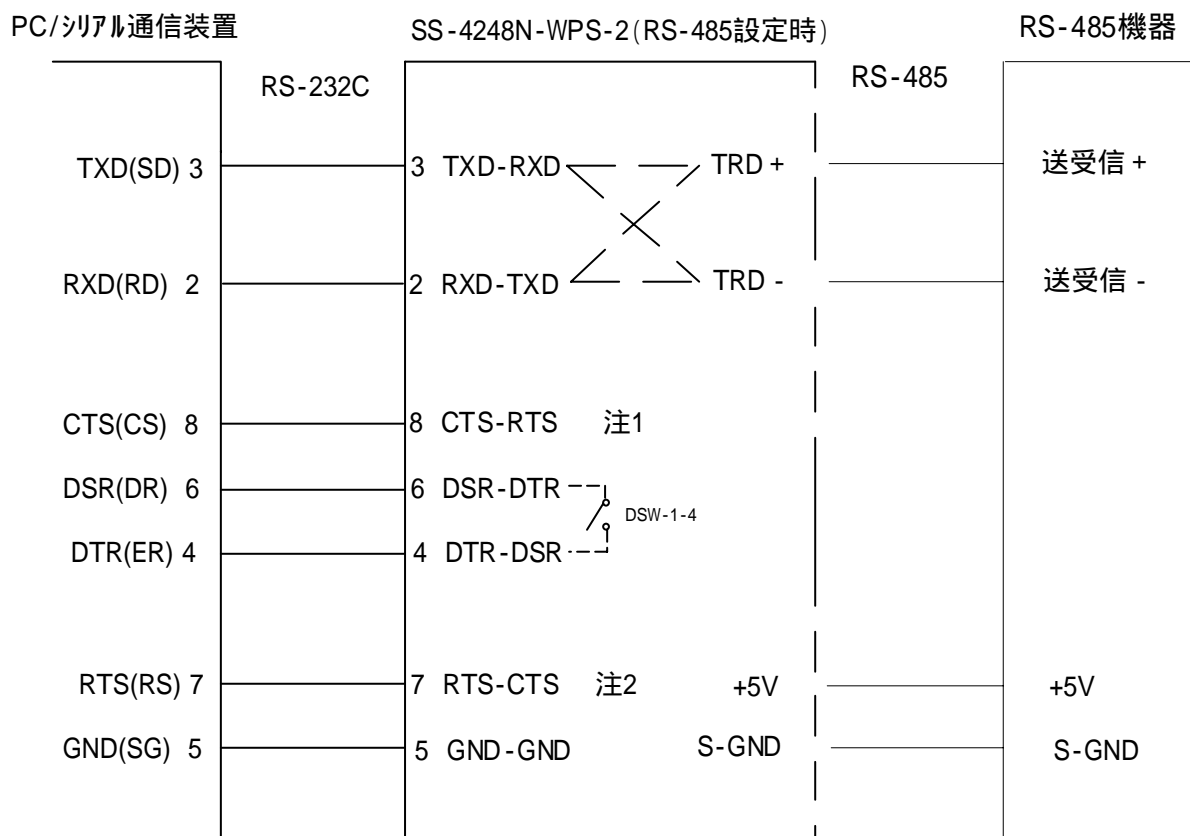 PC/ｼﾘｱﾙ通信装置 SS-4248N-WPS-2(RS-485設定時) RS-485機器
RS-232C RS-485
TXD(SD) 3 3 TXD-RXD TRD + 送受信 +
RXD(RD) 2 2 RXD-TXD TRD - 送受信 -
CTS(CS) 8 8 CTS-RTS 注1
DSR(DR) 6 6 DSR-DTR
DSW-1-4
DTR(ER) 4 4 DTR-DSR
RTS(RS) 7 7 RTS-CTS 注2 +5V +5V
GND(SG) 5 5 GND-GND S-GND S-GND